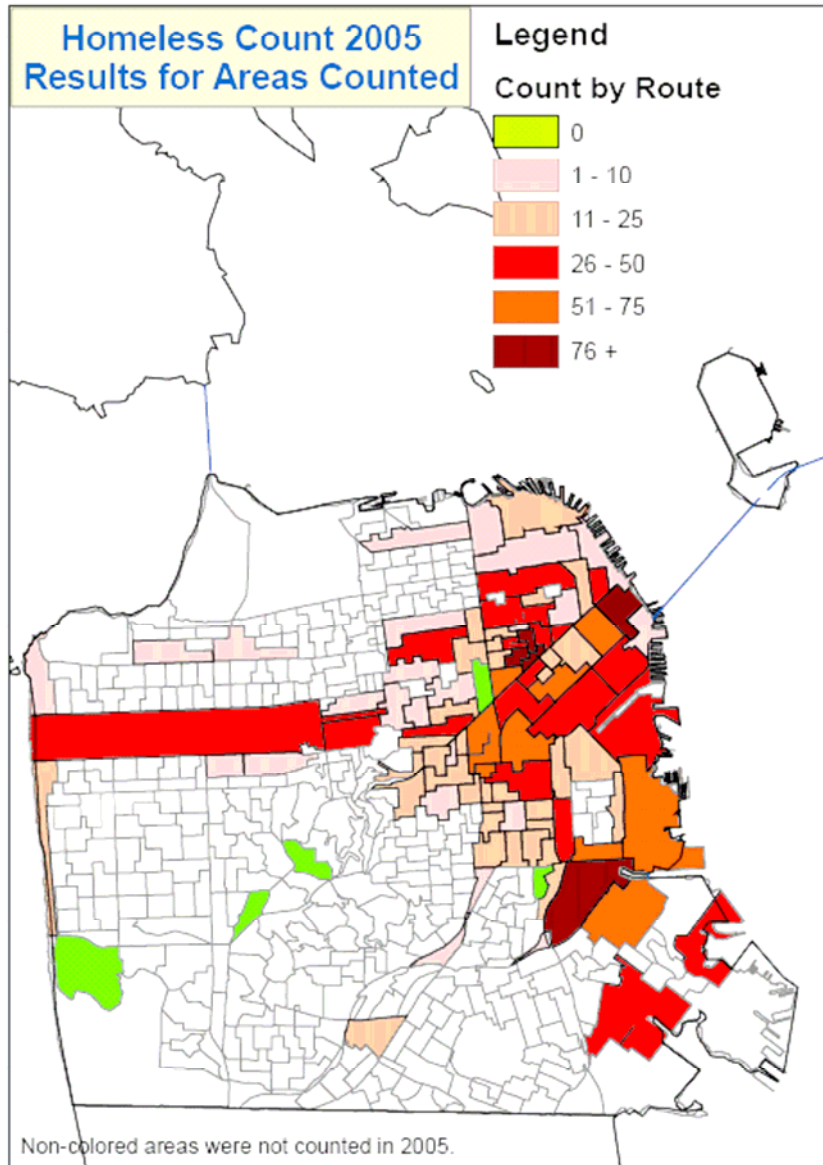 Homeless Count 2005
Results for Areas Counted
Legend
Count by Route
0
1 - 10
11 - 25
26 - 50
51 - 75
76 +
Non-colored areas were not counted in 2005.